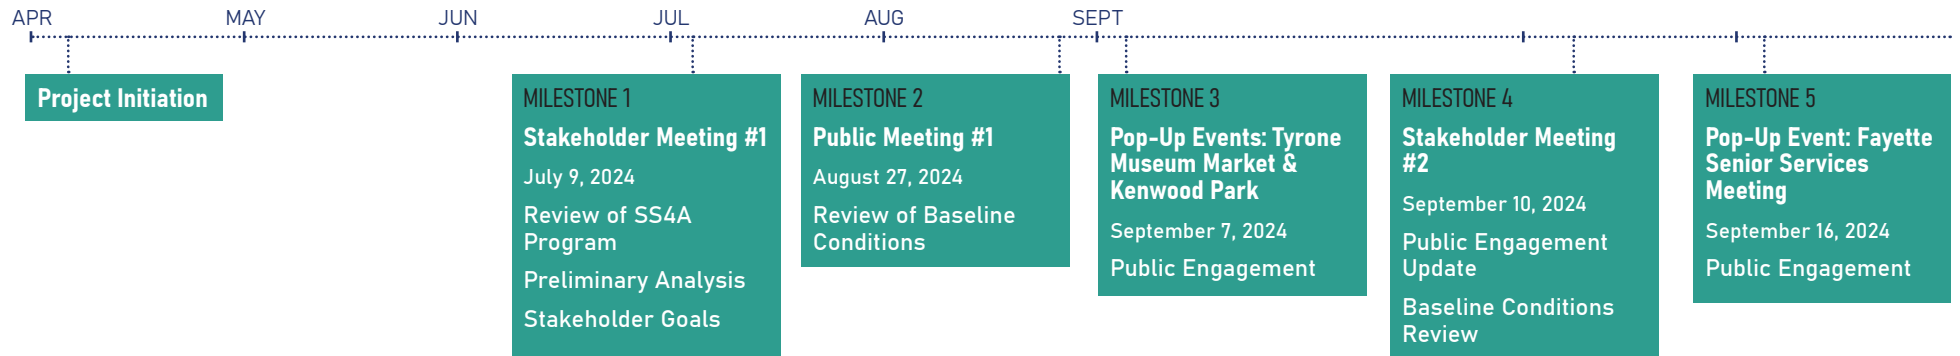 APR
MAY
JUN
JUL
AUG
SEPT
Project Initiation
MILESTONE 1
Stakeholder Meeting #1
July 9, 2024
Review of SS4A
Program
Preliminary Analysis
Stakeholder Goals
MILESTONE 2
Public Meeting #1
August 27, 2024
Review of Baseline
Conditions
MILESTONE 3
Pop-Up Events: Tyrone
Museum Market &
Kenwood Park
September 7, 2024
Public Engagement
MILESTONE 4
Stakeholder Meeting
#2
September 10, 2024
Public Engagement
Update
Baseline Conditions
Review
MILESTONE 5
Pop-Up Event: Fayette
Senior Services
Meeting
September 16, 2024
Public Engagement